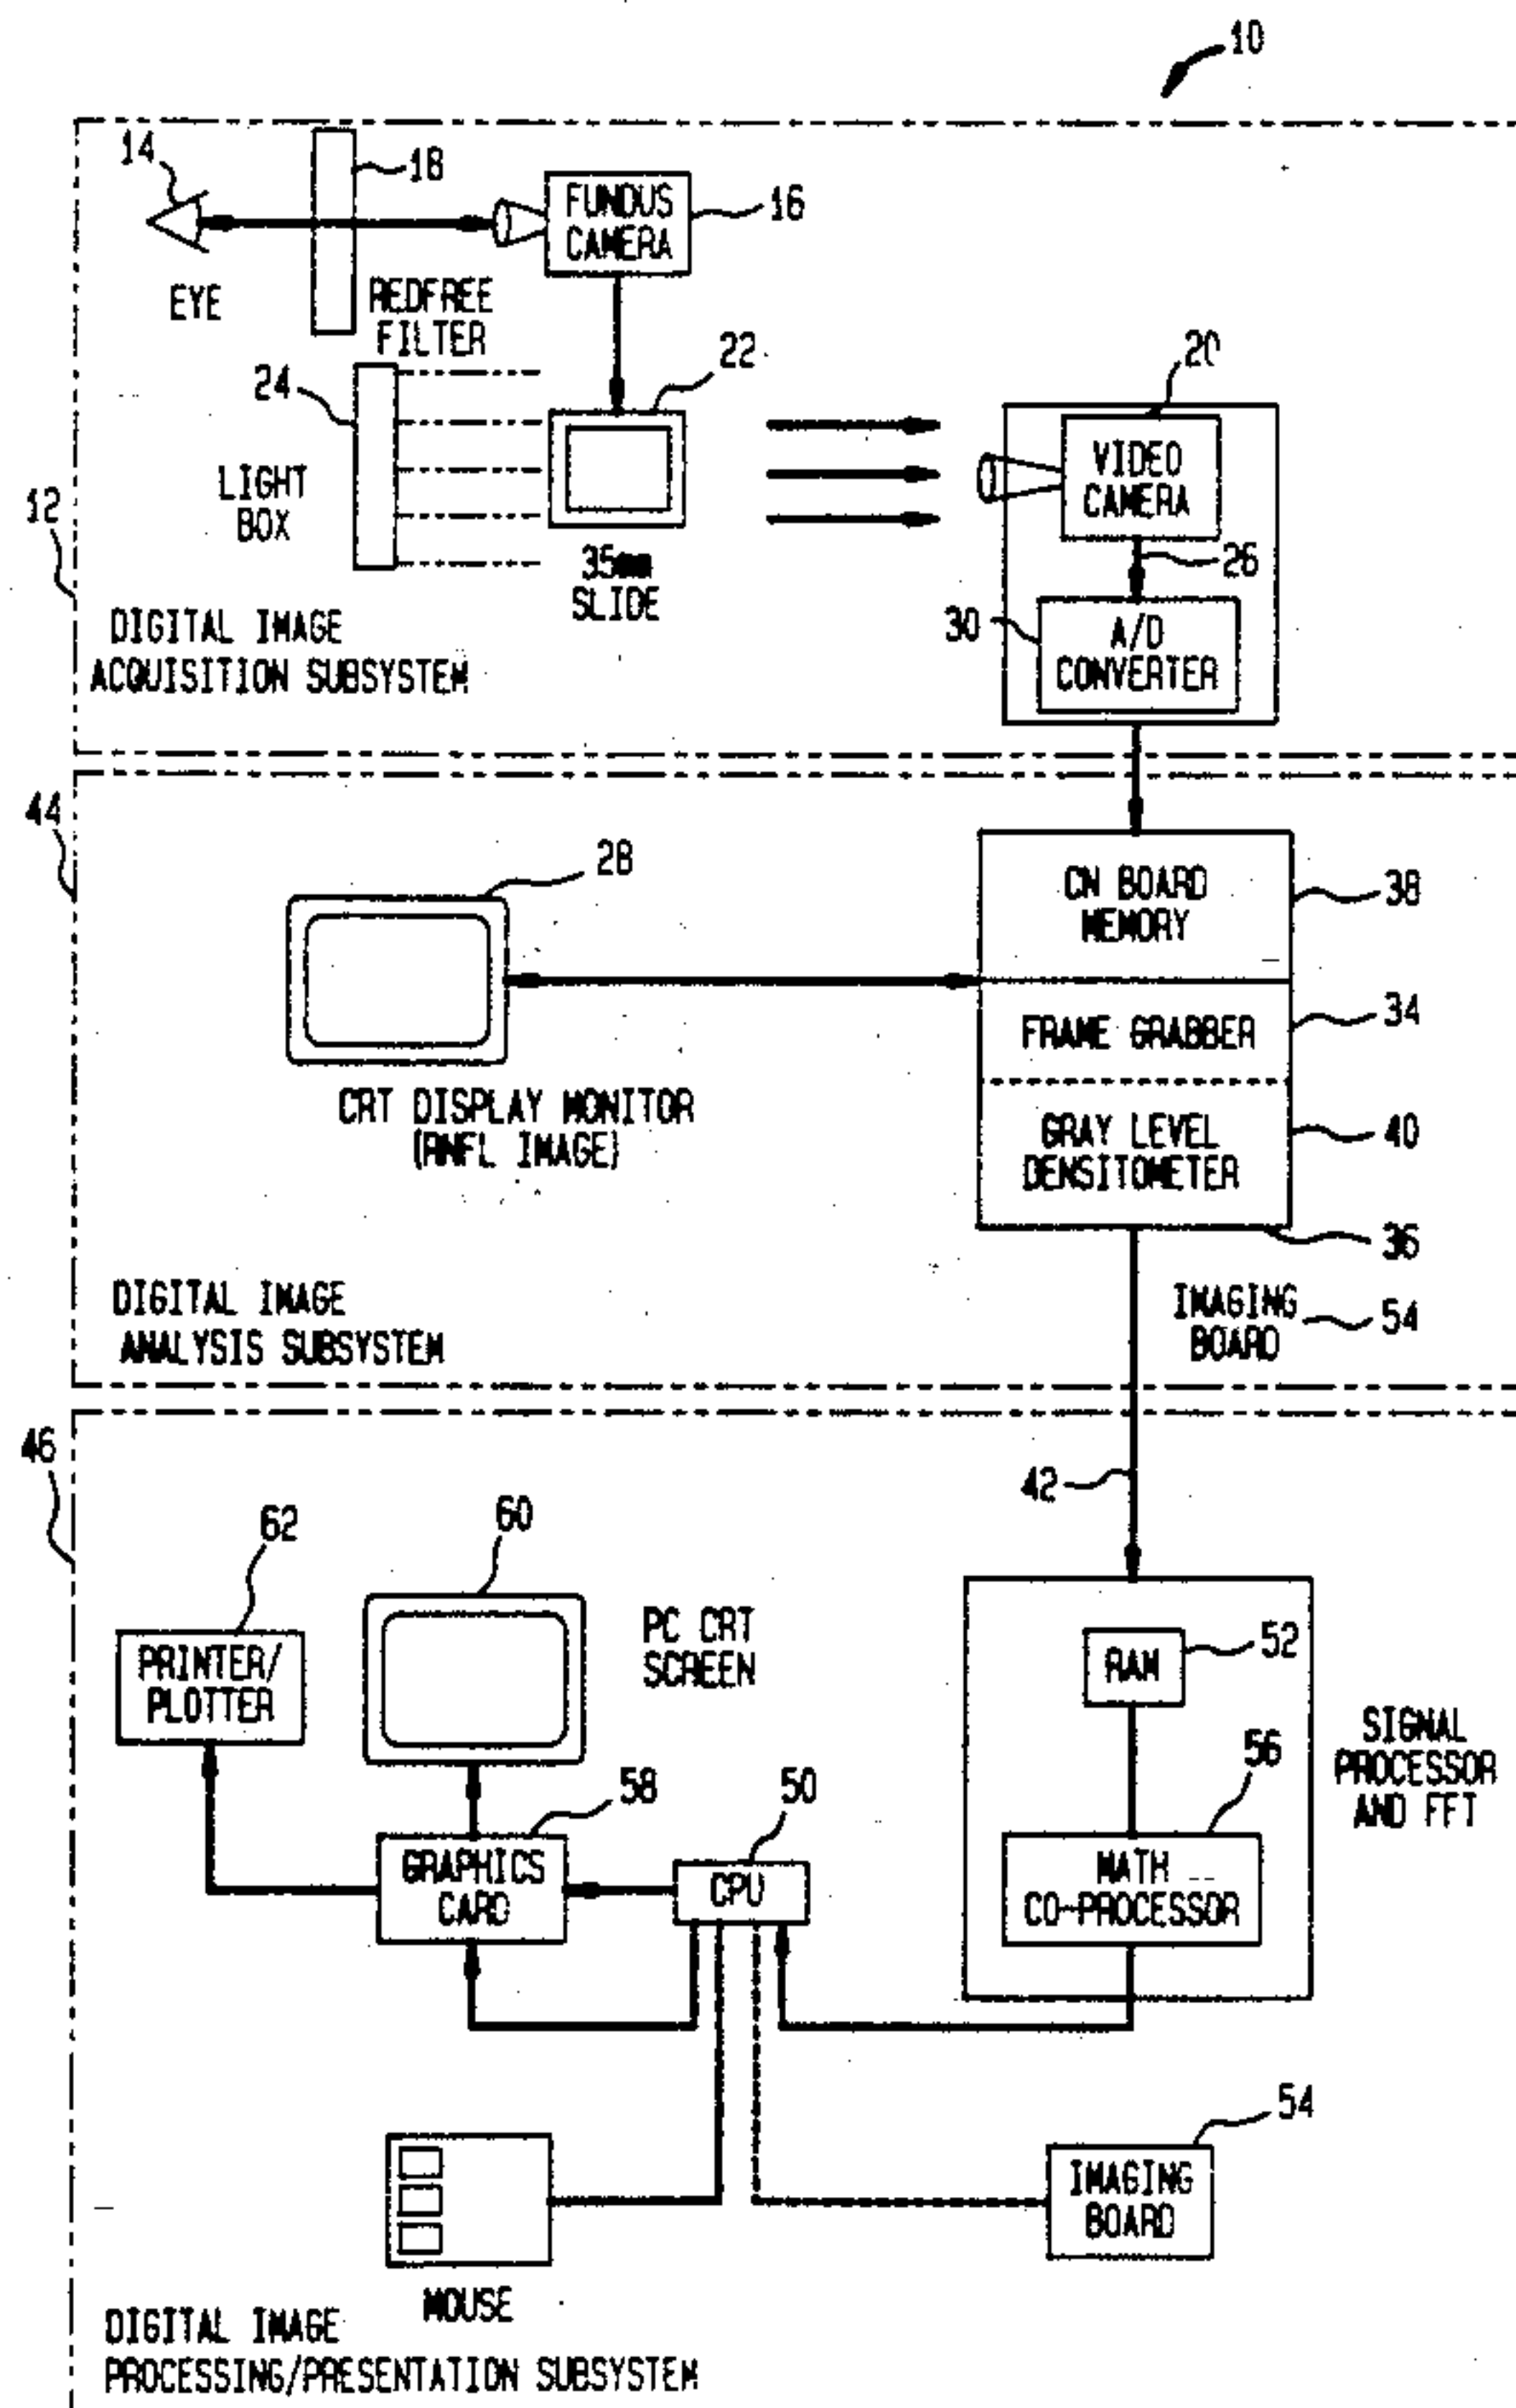 10
14
18
FUNDUS
CAMERA
16
EYE
REDFREE
FILTER
22
24
20
LIGHT
BOX
VIDEO
CAMERA
12
26
35mm
SLIDE
30
A/D
CONVERTER
DIGITAL IMAGE
ACQUISITION SUBSYSTEM
44
28
ON BOARD
MEMORY
38
FRAME GRABBER
34
CRT DISPLAY MONITOR
(RNFL IMAGE)
GRAY LEVEL
DENSITOMETER
40
36
DIGITAL IMAGE
ANALYSIS SUBSYSTEM
IMAGING
BOARD
54
46
42
62
60
PRINTER/
PLOTTER
PC CRT
SCREEN
RAM
52
SIGNAL
PROCESSOR
AND FFT
58
50
56
GRAPHICS
CARD
CPU
MATH
CO-PROCESSOR
54
IMAGING
BOARD
MOUSE
DIGITAL IMAGE
PROCESSING/PRESENTATION SUBSYSTEM